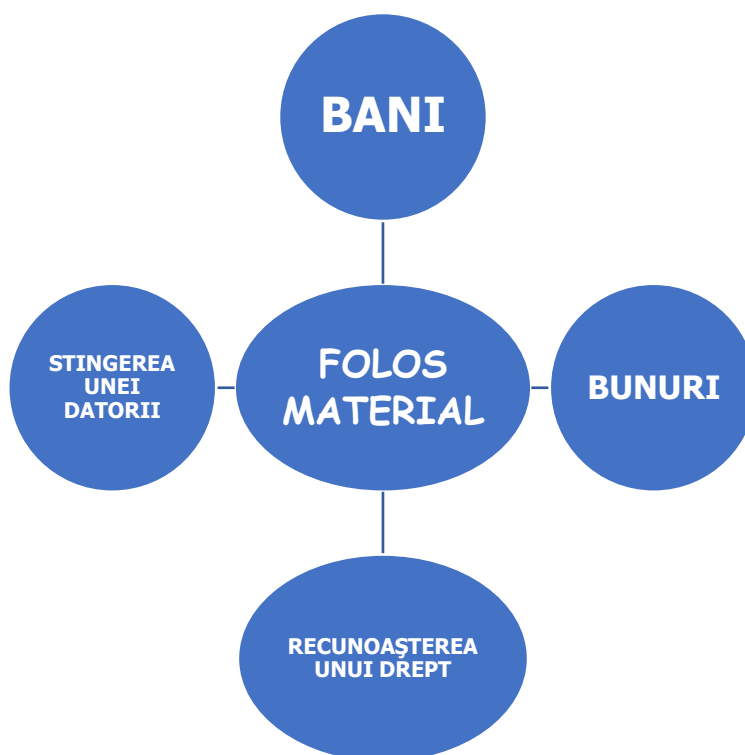 BANI
STINGEREA
UNEI
DATORII
FOLOS
MATERIAL
BUNURI
RECUNOAŞTEREA
UNUI DREPT